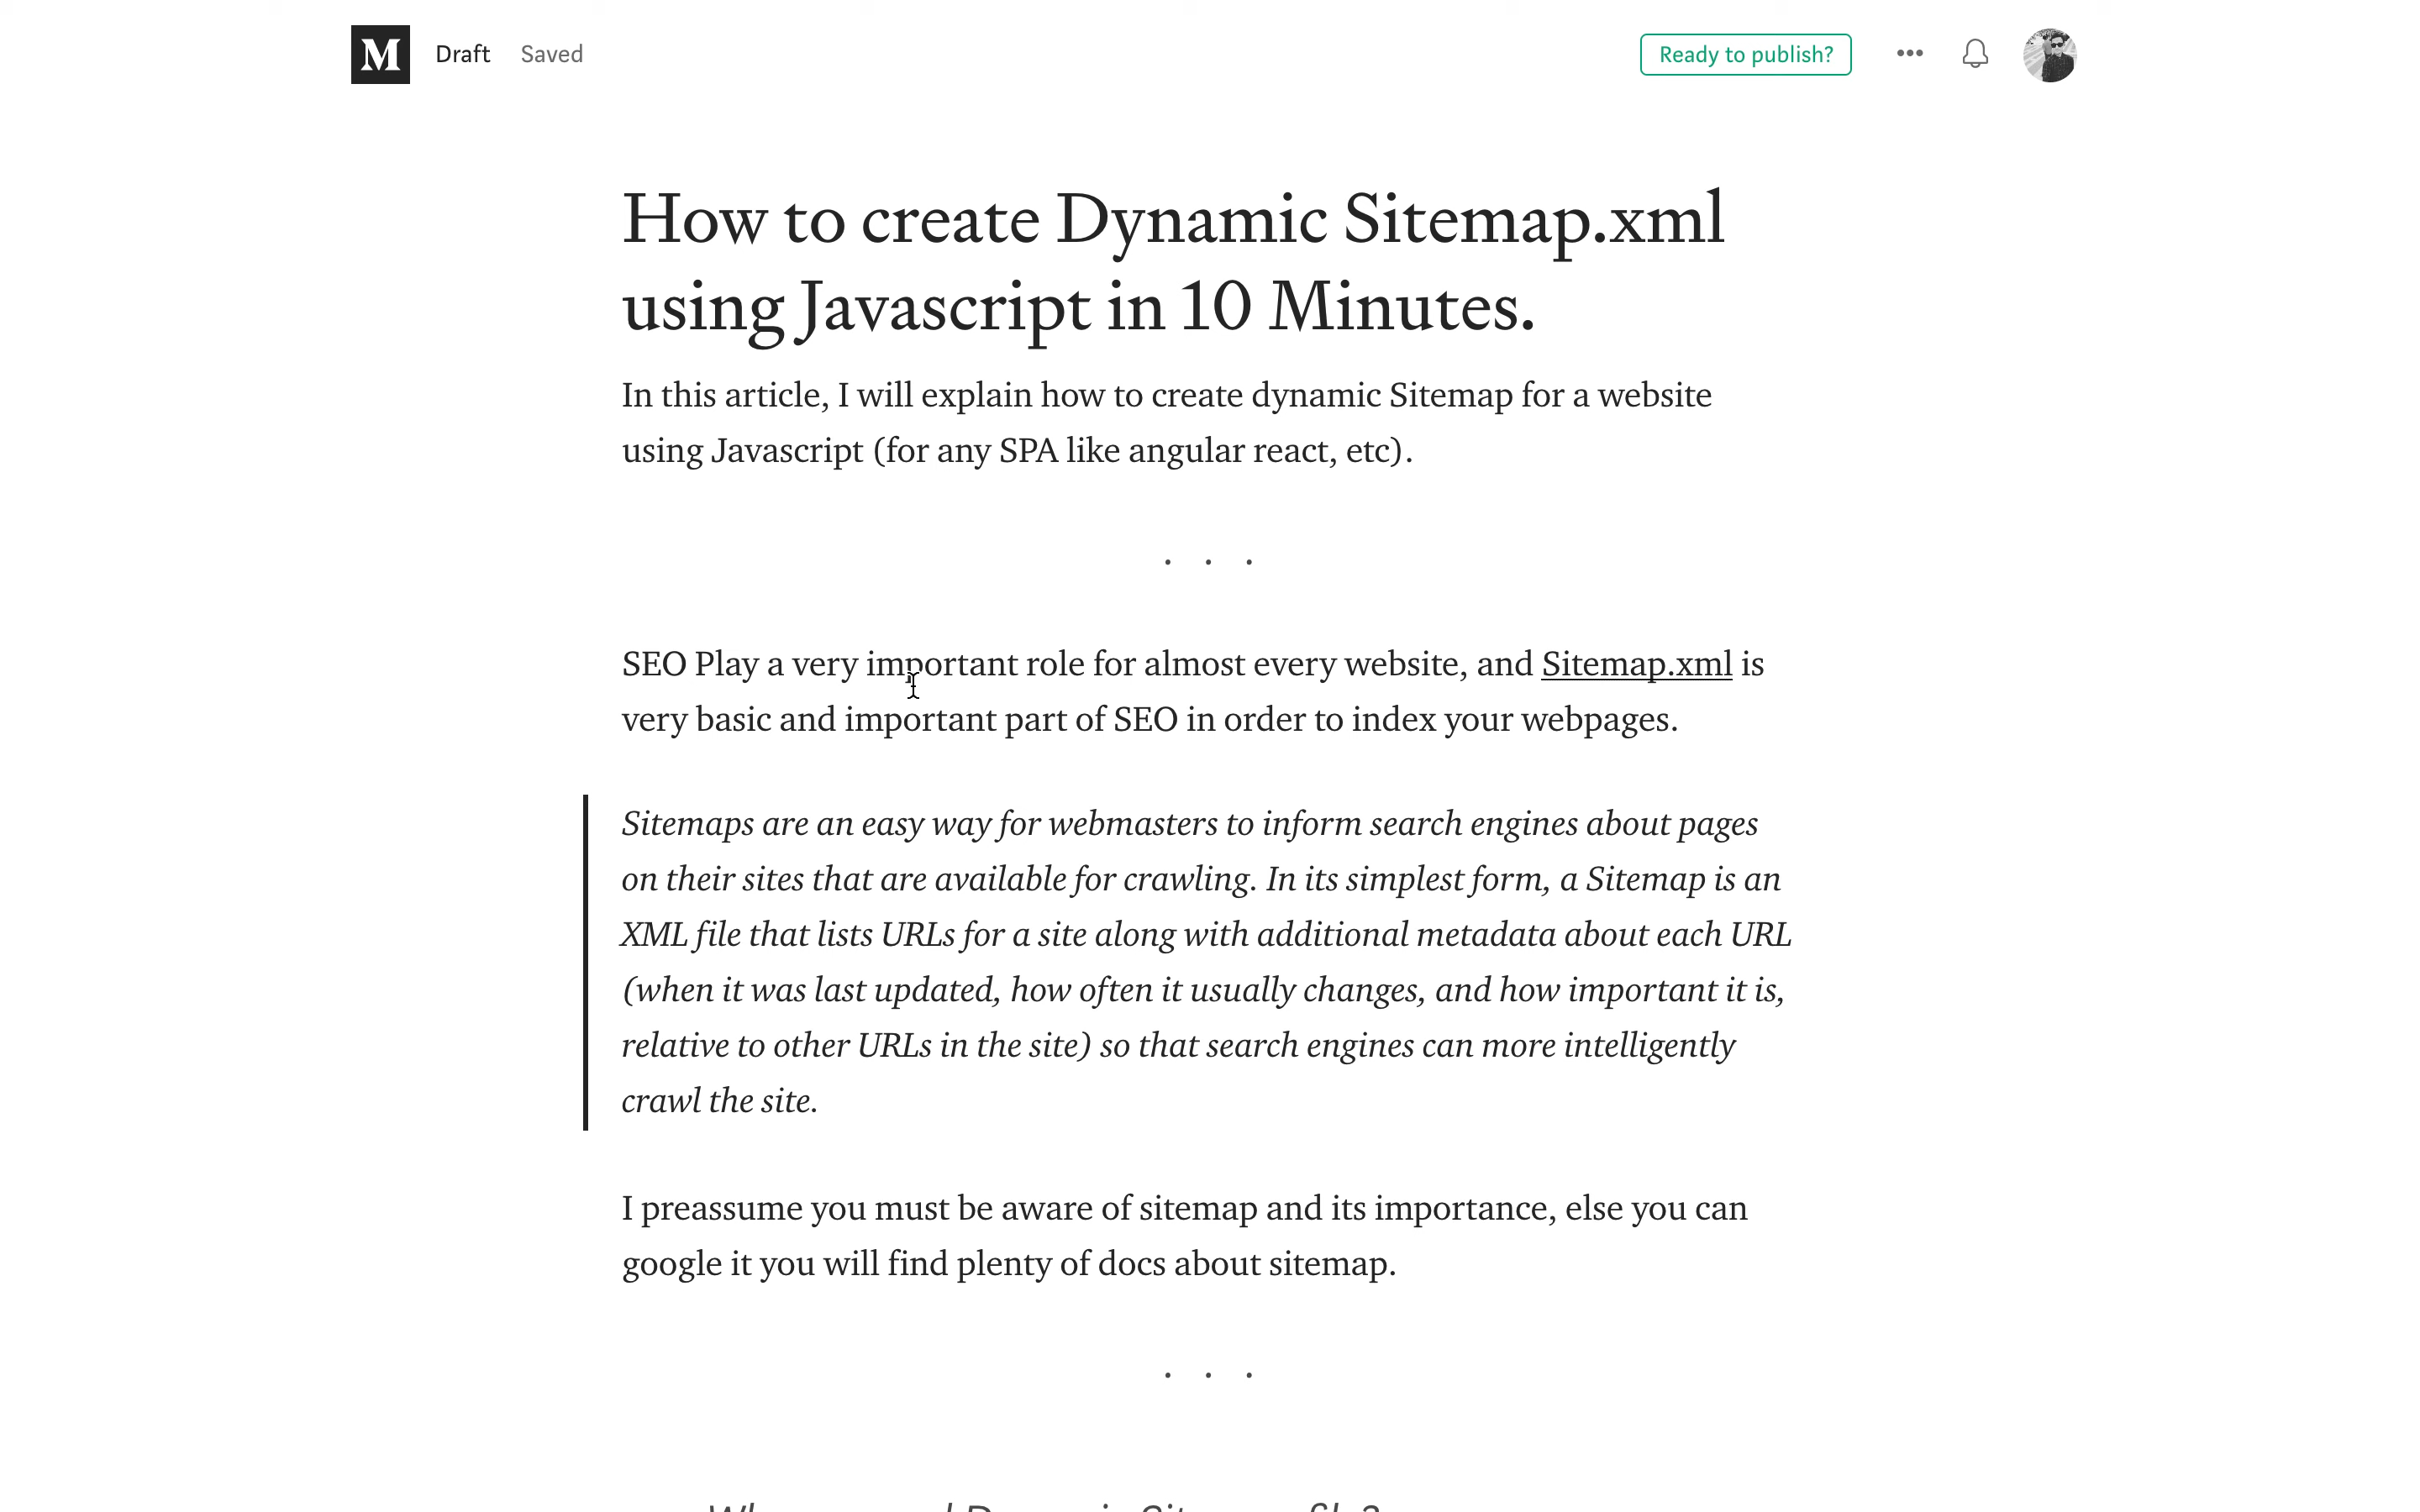 M Draft Saved Ready to publish?
How to create Dynamic Sitemap.xml
using Javascript in 10 Minutes.
In this article, I will explain how to create dynamic Sitemap for a website
using Javascript (for any SPA like angular react, etc).
SEO Play a very important role for almost every website, and Sitemap.xml is
very basic and important part of SEO in order to index your webpages.
Sitemaps are an easy way for webmasters to inform search engines about pages
on their sites that are available for crawling. In its simplest form, a Sitemap is an
XML file that lists URLs for a site along with additional metadata about each URL
(when it was last updated, how often it usually changes, and how important it is,
relative to other URLs in the site) so that search engines can more intelligently
crawl the site.
I preassume you must be aware of sitemap and its importance, else you can
google it you will find plenty of docs about sitemap.